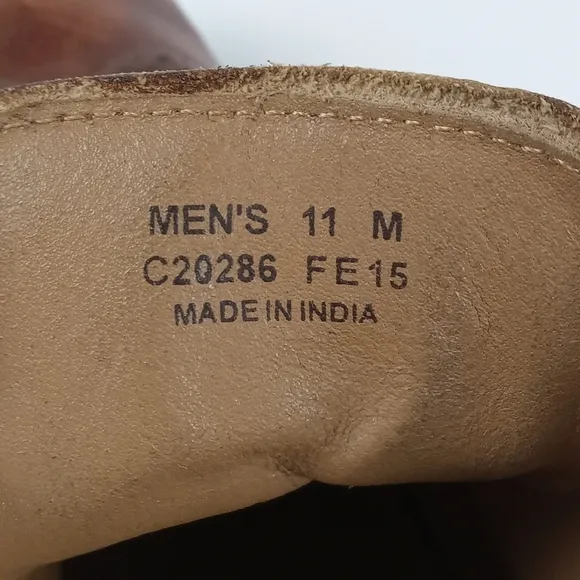 MEN'S 11 M
C20286 FE15
MADE IN INDIA